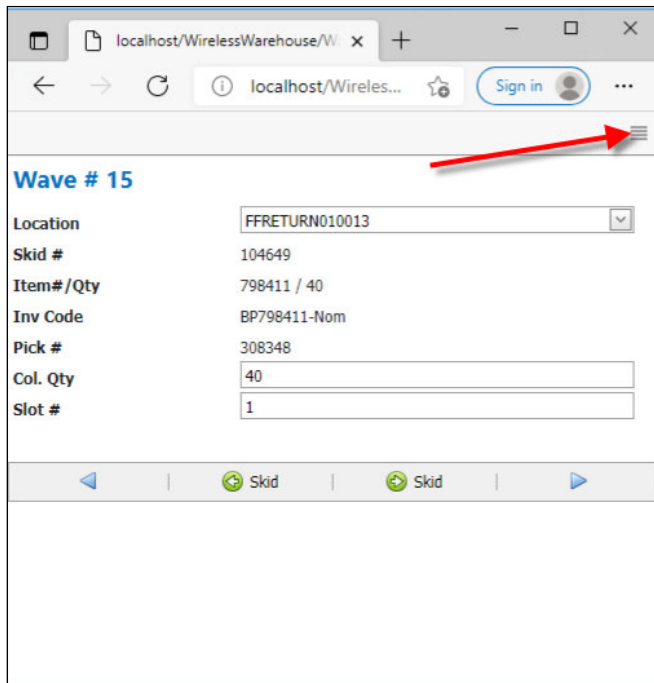 localhost/WirelessWarehouse/W
localhost/Wireles... Sign in
Wave # 15
Location FFRETURN010013
Skid # 104649
Item#/Qty 798411 / 40
Inv Code BP798411-Nom
Pick # 308348
Col. Qty 40
Slot # 1
Skid | Skid